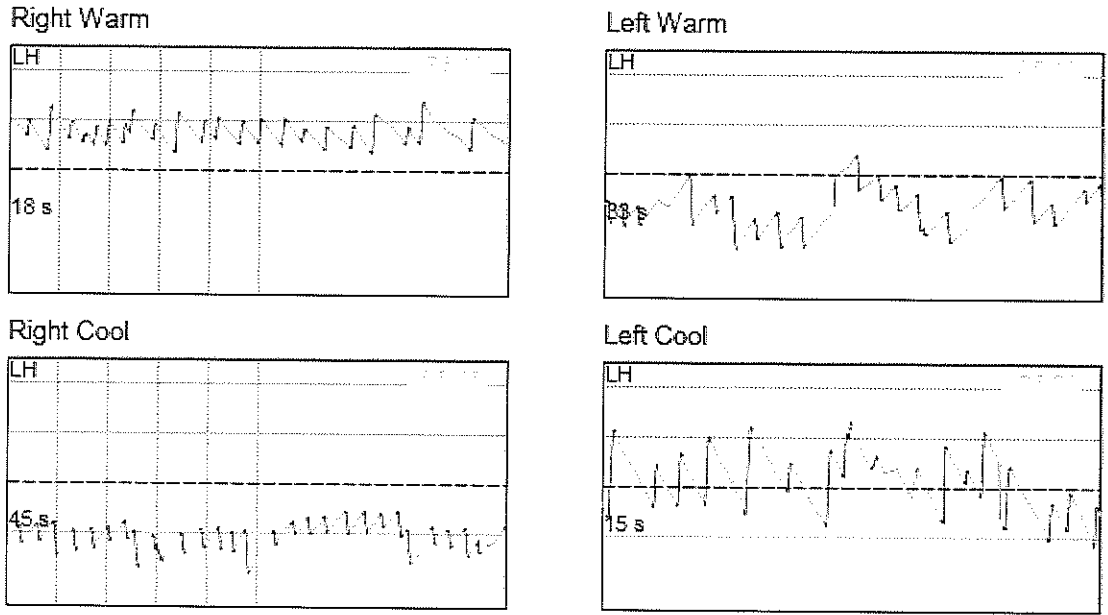 Right Warm
LH
18 s
Left Warm
LH
Right Cool
LH
45 s
Left Cool
LH
15 s